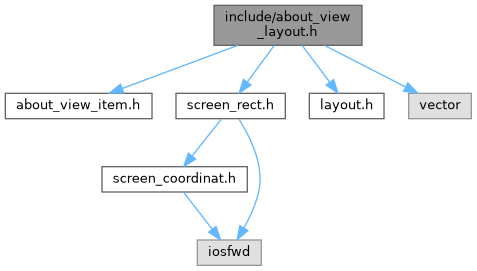 include/about_view
_layout.h
about_view_item.h
screen_rect.h
layout.h
vector
screen_coordinat.h
iosfwd